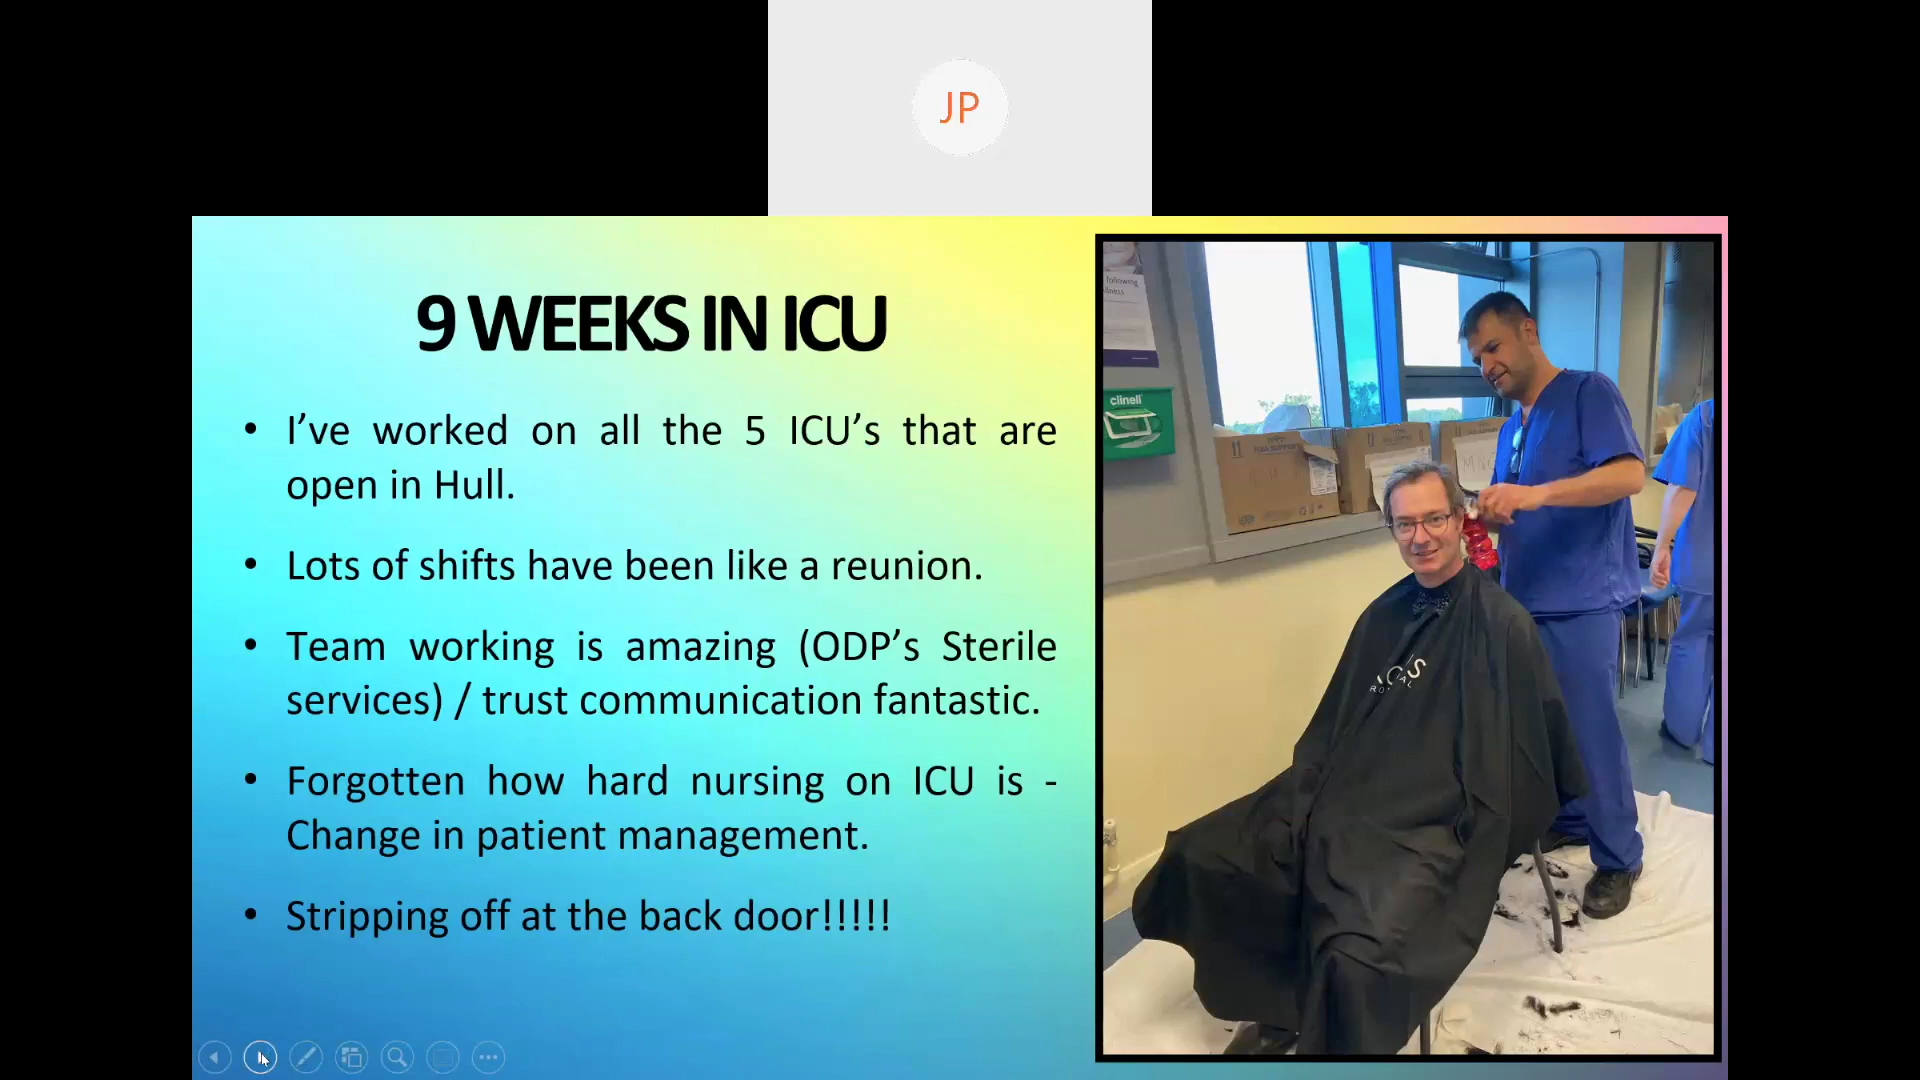 JP
9 WEEKS IN ICU
• I’ve worked on all the 5 ICU’s that are
open in Hull.
• Lots of shifts have been like a reunion.
• Team working is amazing (ODP’s Sterile
services) / trust communication fantastic.
• Forgotten how hard nursing on ICU is -
Change in patient management.
• Stripping off at the back door!!!!!
following
clinell